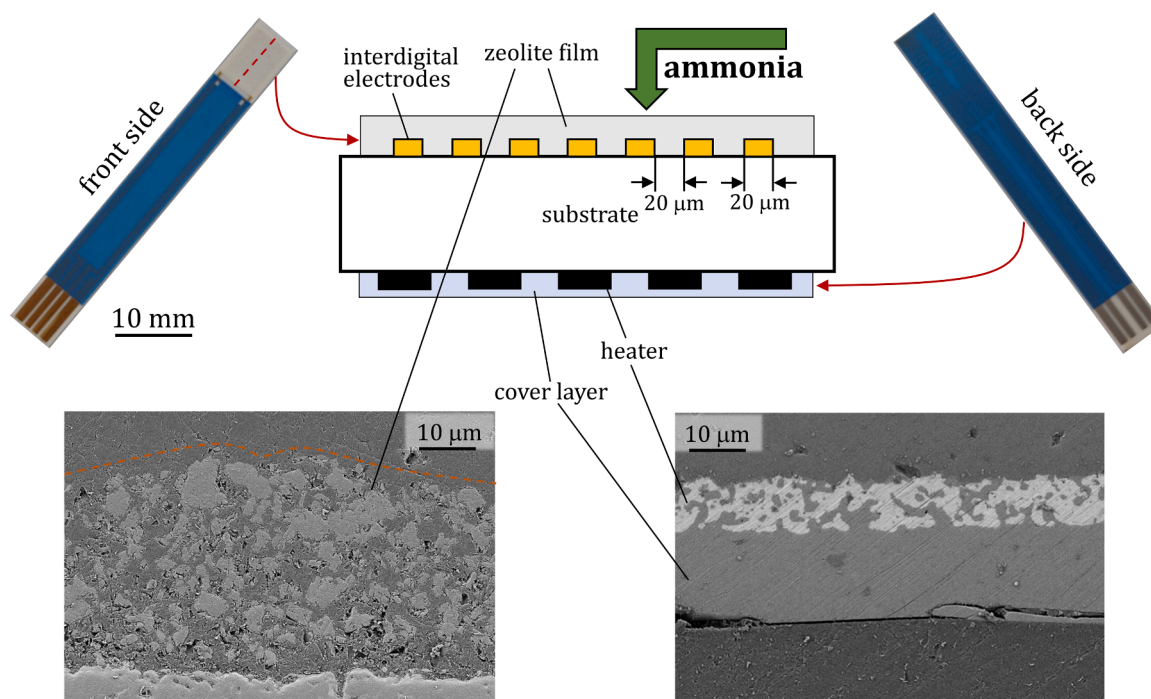 interdigital
electrodes
zeolite film
ammonia
front side
back side
substrate
20 μm
20 μm
10 mm
heater
cover layer
10 μm
10 μm